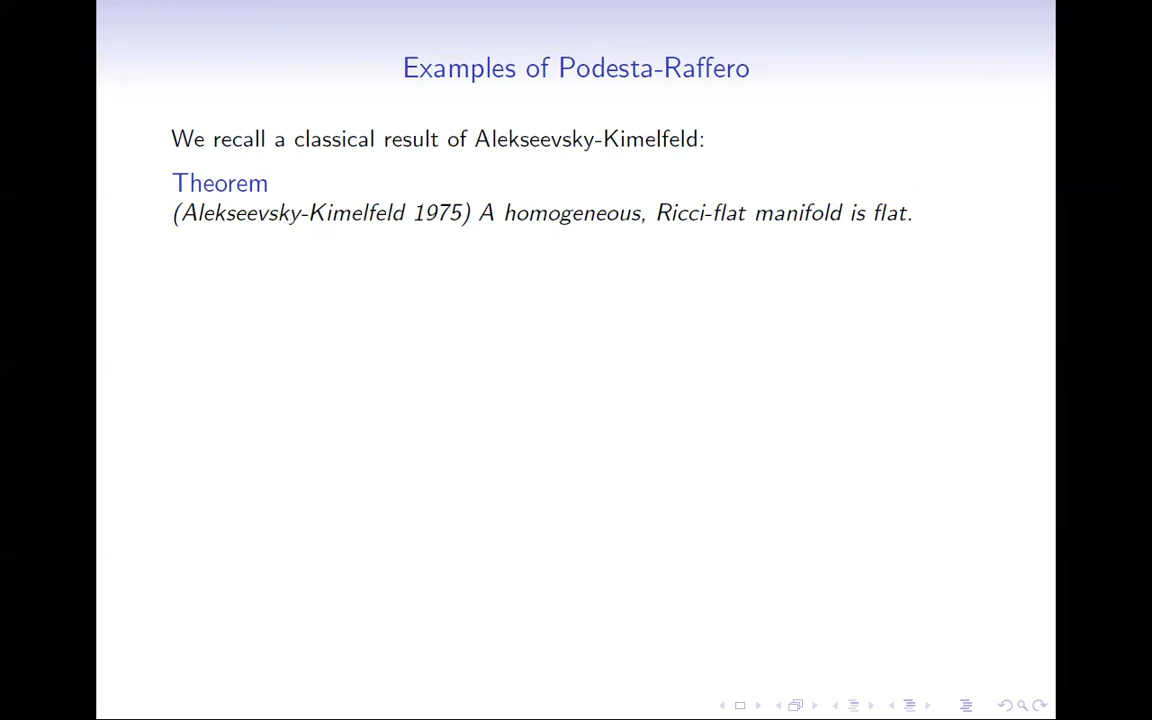 Examples of Podesta-Raffero
We recall a classical result of Alekseevsky-Kimelfeld:
Theorem
(Alekseevsky-Kimelfeld 1975) A homogeneous, Ricci-flat manifold is flat.